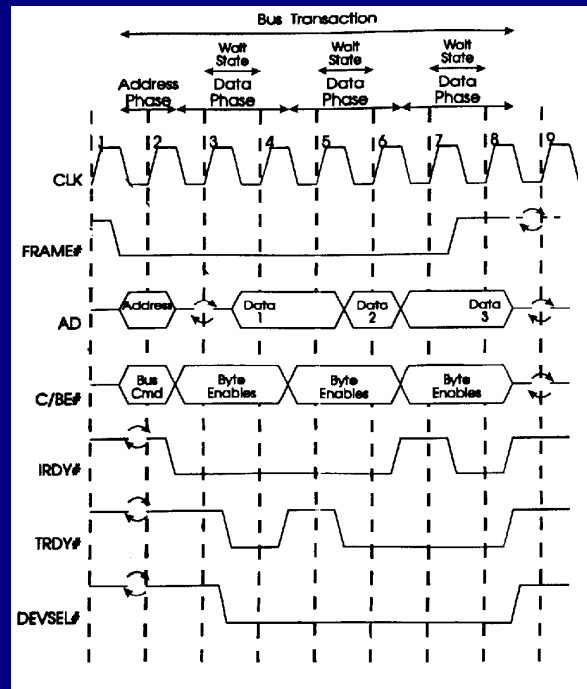 Bus Transaction
Wait State
Wait State
Wait State
Address Phase
Data Phase
Data Phase
Data Phase
1 2 3 4 5 6 7 8 9
CLK
FRAME#
AD
Address
Data 1
Data 2
Data 3
C/BE#
Bus Cmd
Byte Enables
Byte Enables
Byte Enables
IRDY#
TRDY#
DEVSEL#